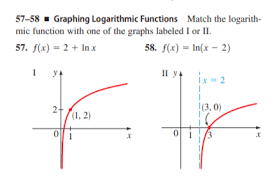 57–58 ■ Graphing Logarithmic Functions Match the logarith-
mic function with one of the graphs labeled I or II.
57. f(x) = 2 + ln x 58. f(x) = ln(x − 2)
I y II y x = 2
2 (1, 2) (3, 0)
0 1 x 0 1 3 x